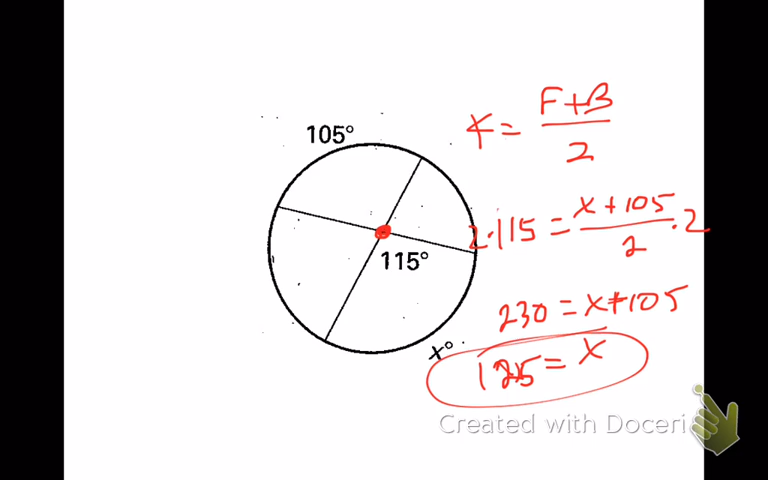 105°
∢ = F+B
2
115°
2·115 = x+105 ·2
2
230 = x+105
x°
125 = x
Created with Doceri